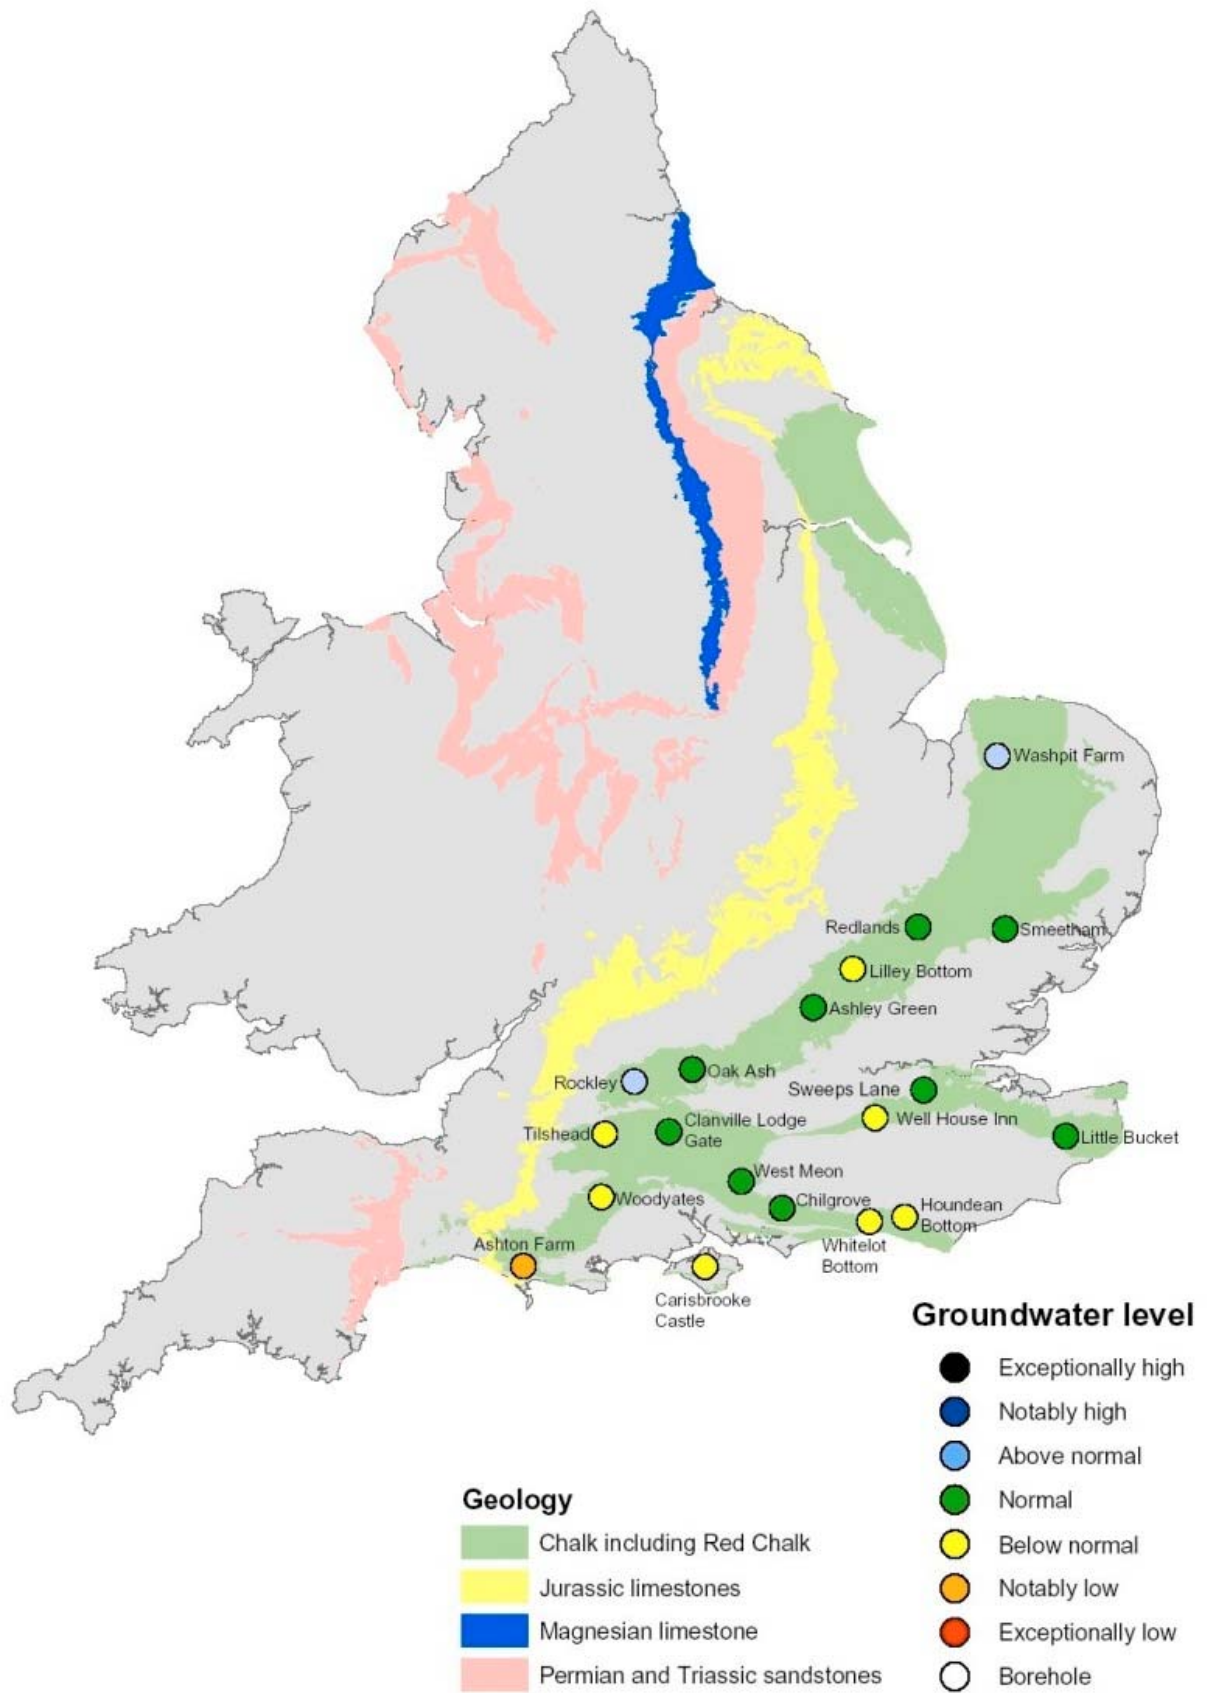 Washpit Farm
Redlands
Smeetham
Lilley Bottom
Ashley Green
Oak Ash
Rockley
Sweeps Lane
Well House Inn
Clanville Lodge
Gate
Tilshead
Little Bucket
West Meon
Woodyates
Chilgrove
Houndean
Bottom
Ashton Farm
Whitelot
Bottom
Carisbrooke
Castle
Groundwater level
Exceptionally high
Notably high
Above normal
Normal
Below normal
Notably low
Exceptionally low
Borehole
Geology
Chalk including Red Chalk
Jurassic limestones
Magnesian limestone
Permian and Triassic sandstones